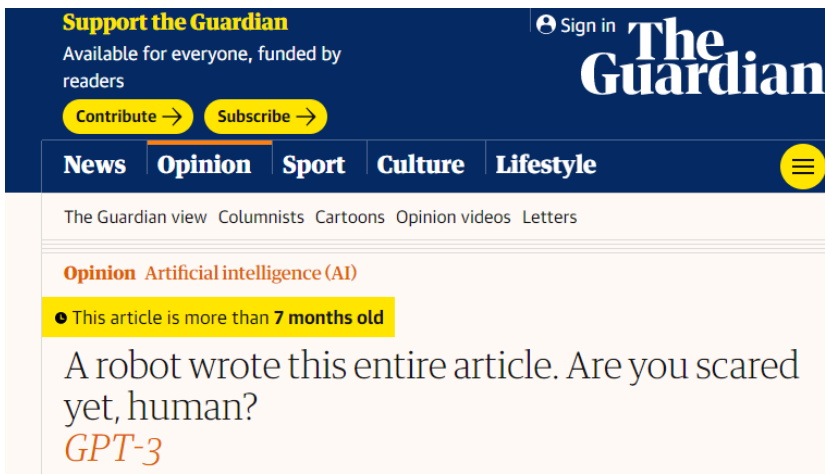 Support the Guardian
Available for everyone, funded by
readers
Contribute →
Subscribe →
Sign in
The
Guardian
News
Opinion
Sport
Culture
Lifestyle
The Guardian view
Columnists
Cartoons
Opinion videos
Letters
Opinion
Artificial intelligence (AI)
This article is more than 7 months old
A robot wrote this entire article. Are you scared
yet, human?
GPT-3